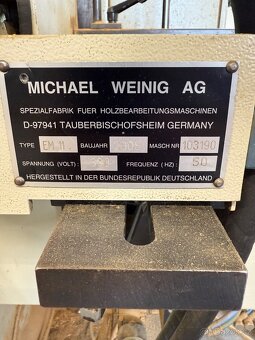 MICHAEL WEINIG AG
SPEZIALFABRIK FUER HOLZBEARBEITUNGSMASCHINEN
D-97941 TAUBERBISCHOFSHEIM GERMANY
TYPE EM 11 BAUJAHR MASCH NR 103190
SPANNUNG (VOLT) : FREQUENZ (HZ) : 50
HERGESTELLT IN DER BUNDESREPUBLIK DEUTSCHLAND